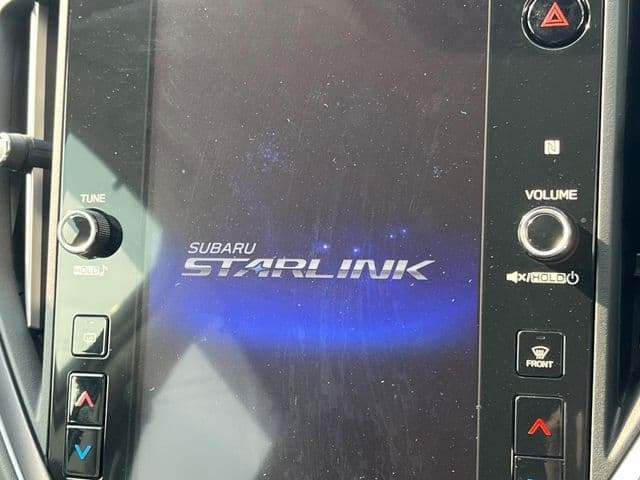 TUNE
HOLD♪
VOLUME
SUBARU
STARLINK
/HOLD
FRONT